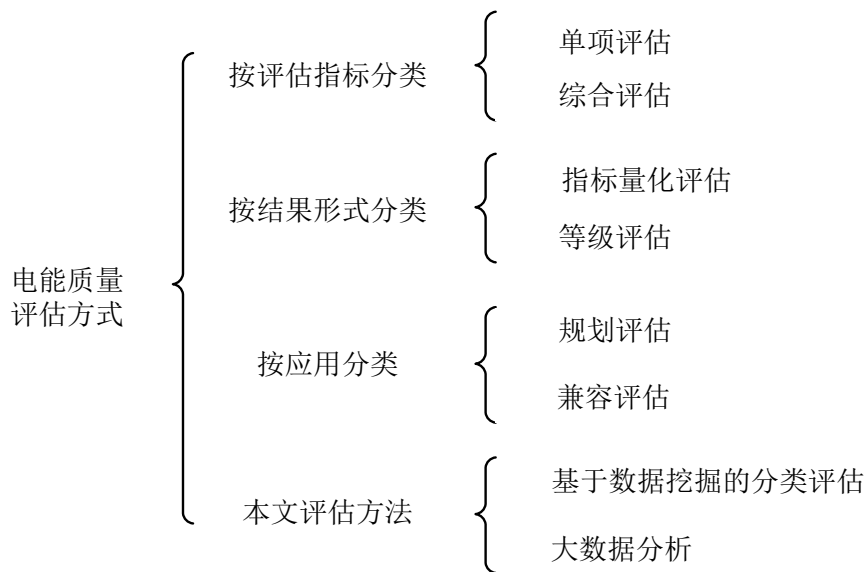 电能质量
评估方式
按评估指标分类
单项评估
综合评估
按结果形式分类
指标量化评估
等级评估
按应用分类
规划评估
兼容评估
本文评估方法
基于数据挖掘的分类评估
大数据分析